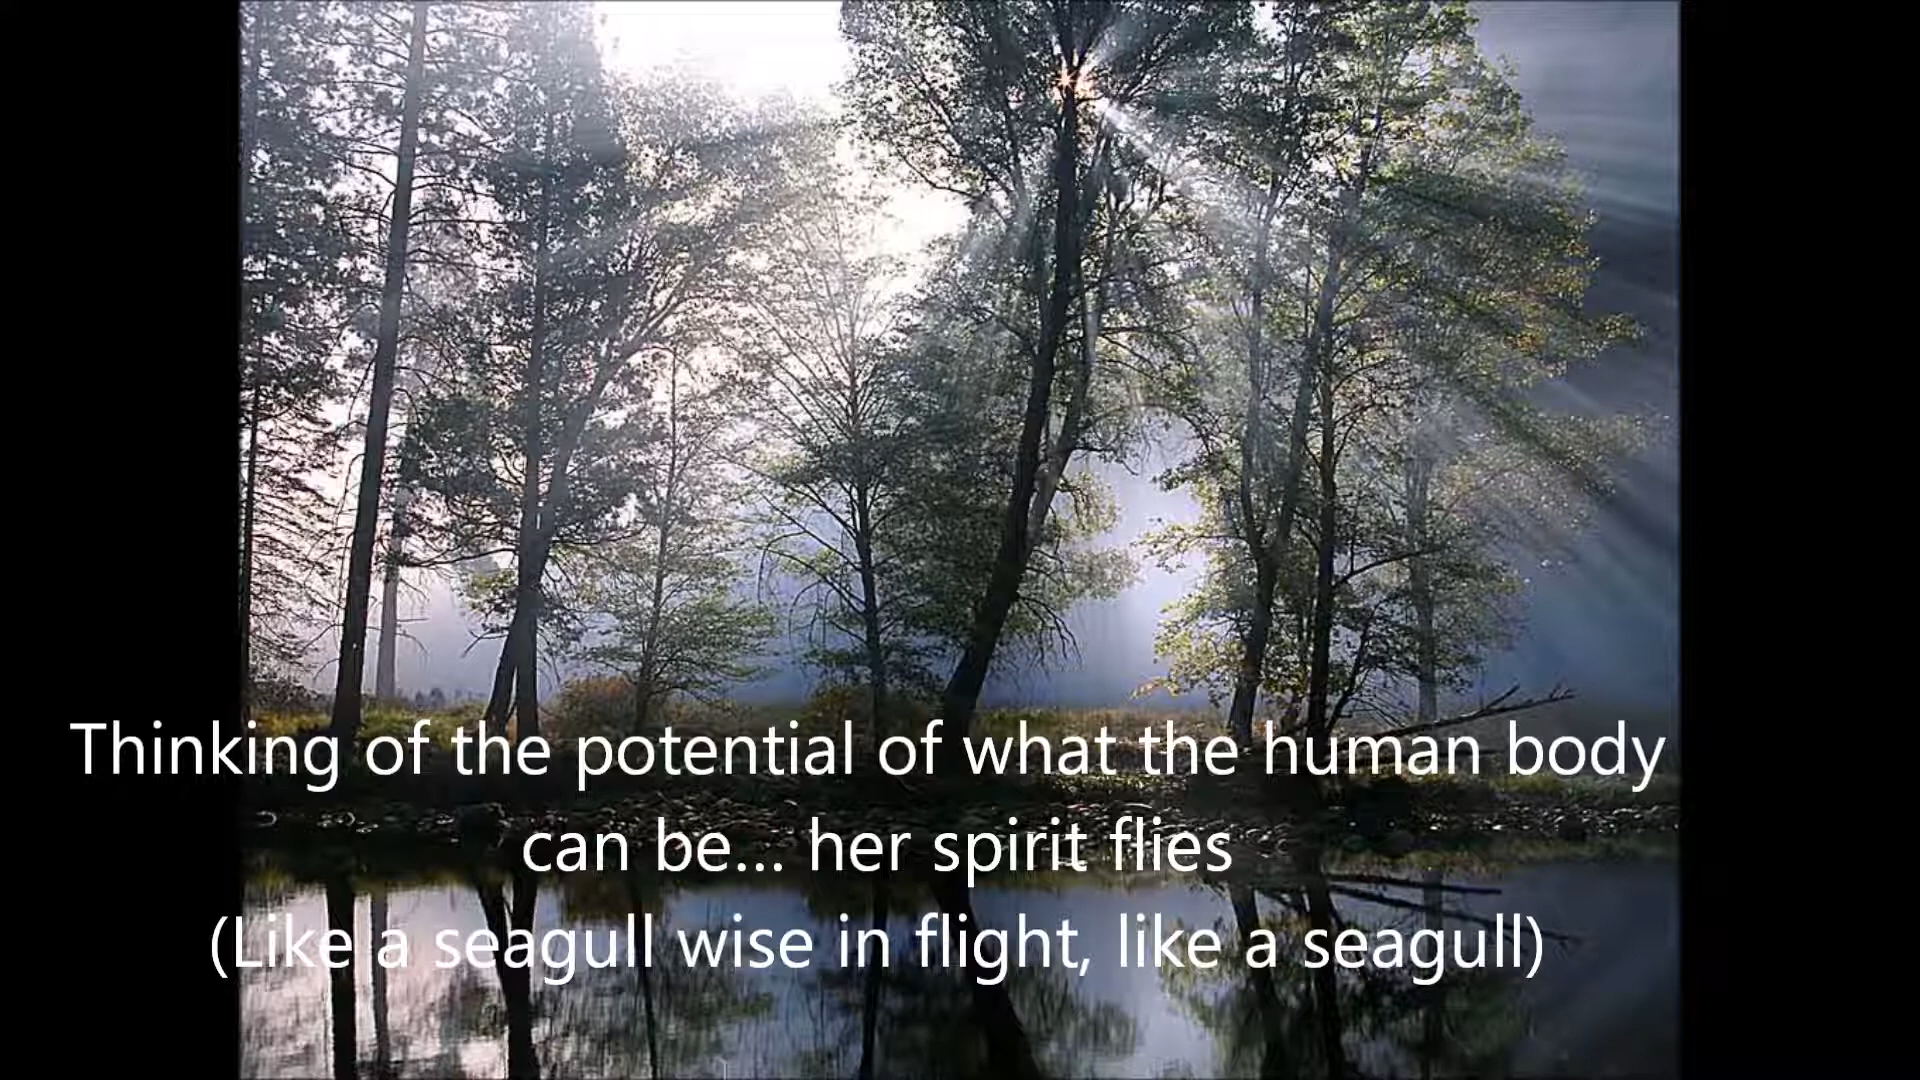 Thinking of the potential of what the human body
can be... her spirit flies
(Like a seagull wise in flight, like a seagull)